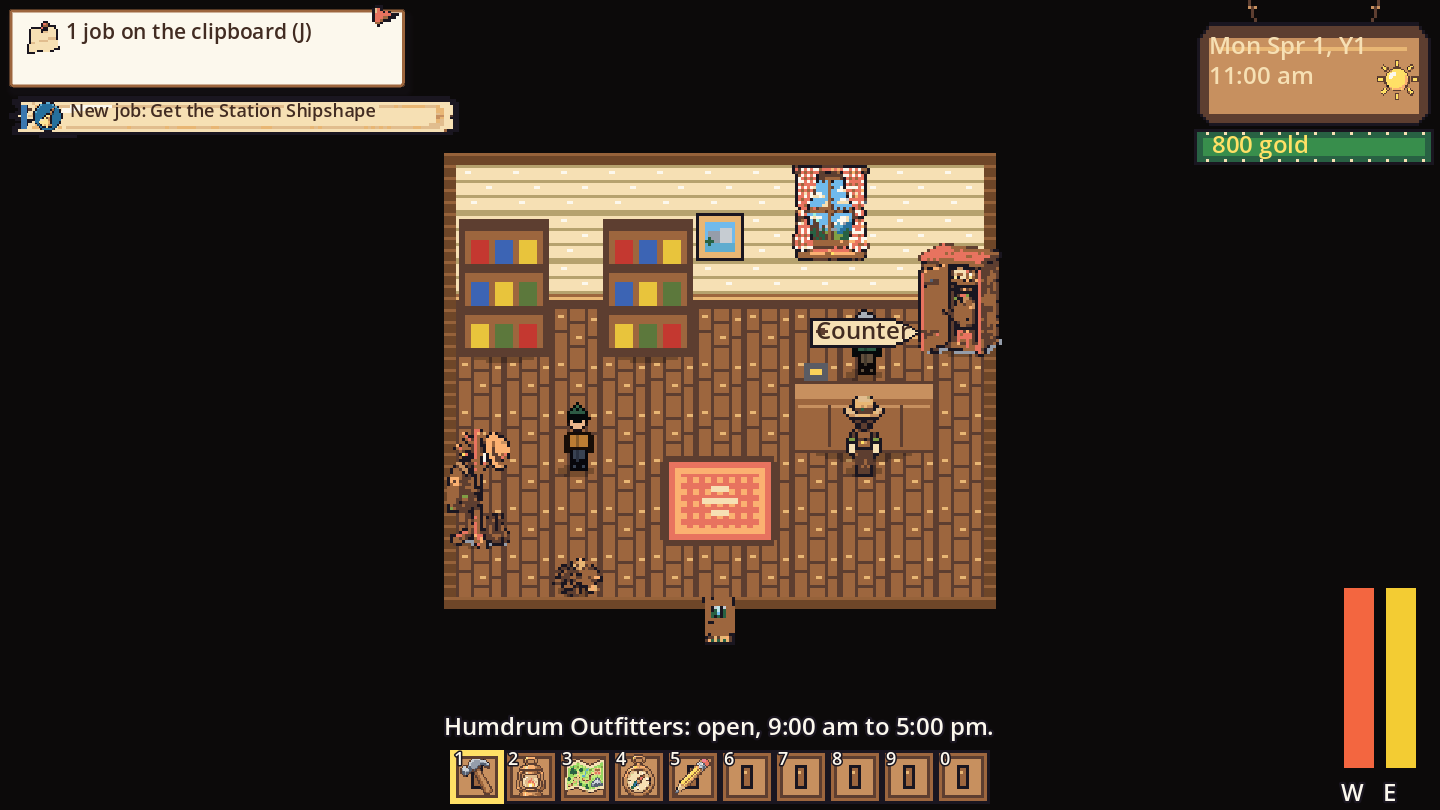 1 job on the clipboard (J)
New job: Get the Station Shipshape
Mon Spr 1, Y1
11:00 am
800 gold
Counter
Humdrum Outfitters: open, 9:00 am to 5:00 pm.
1 2 3 4 5 6 7 8 9 0
W E